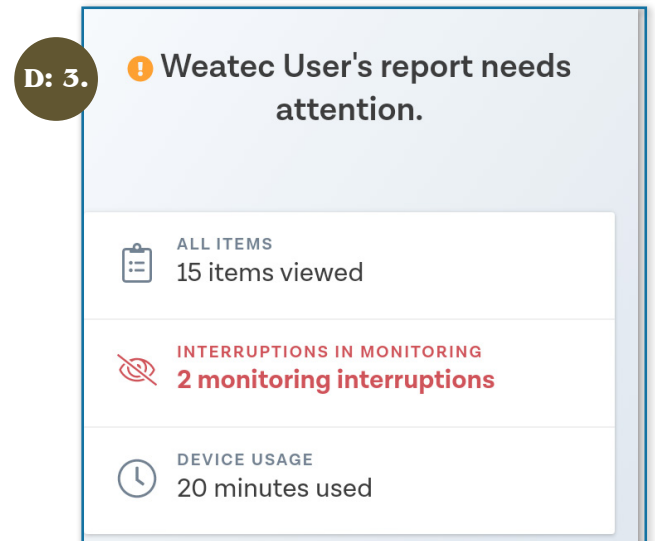 D: 3.
Weatec User's report needs
attention.
ALL ITEMS
15 items viewed
INTERRUPTIONS IN MONITORING
2 monitoring interruptions
DEVICE USAGE
20 minutes used